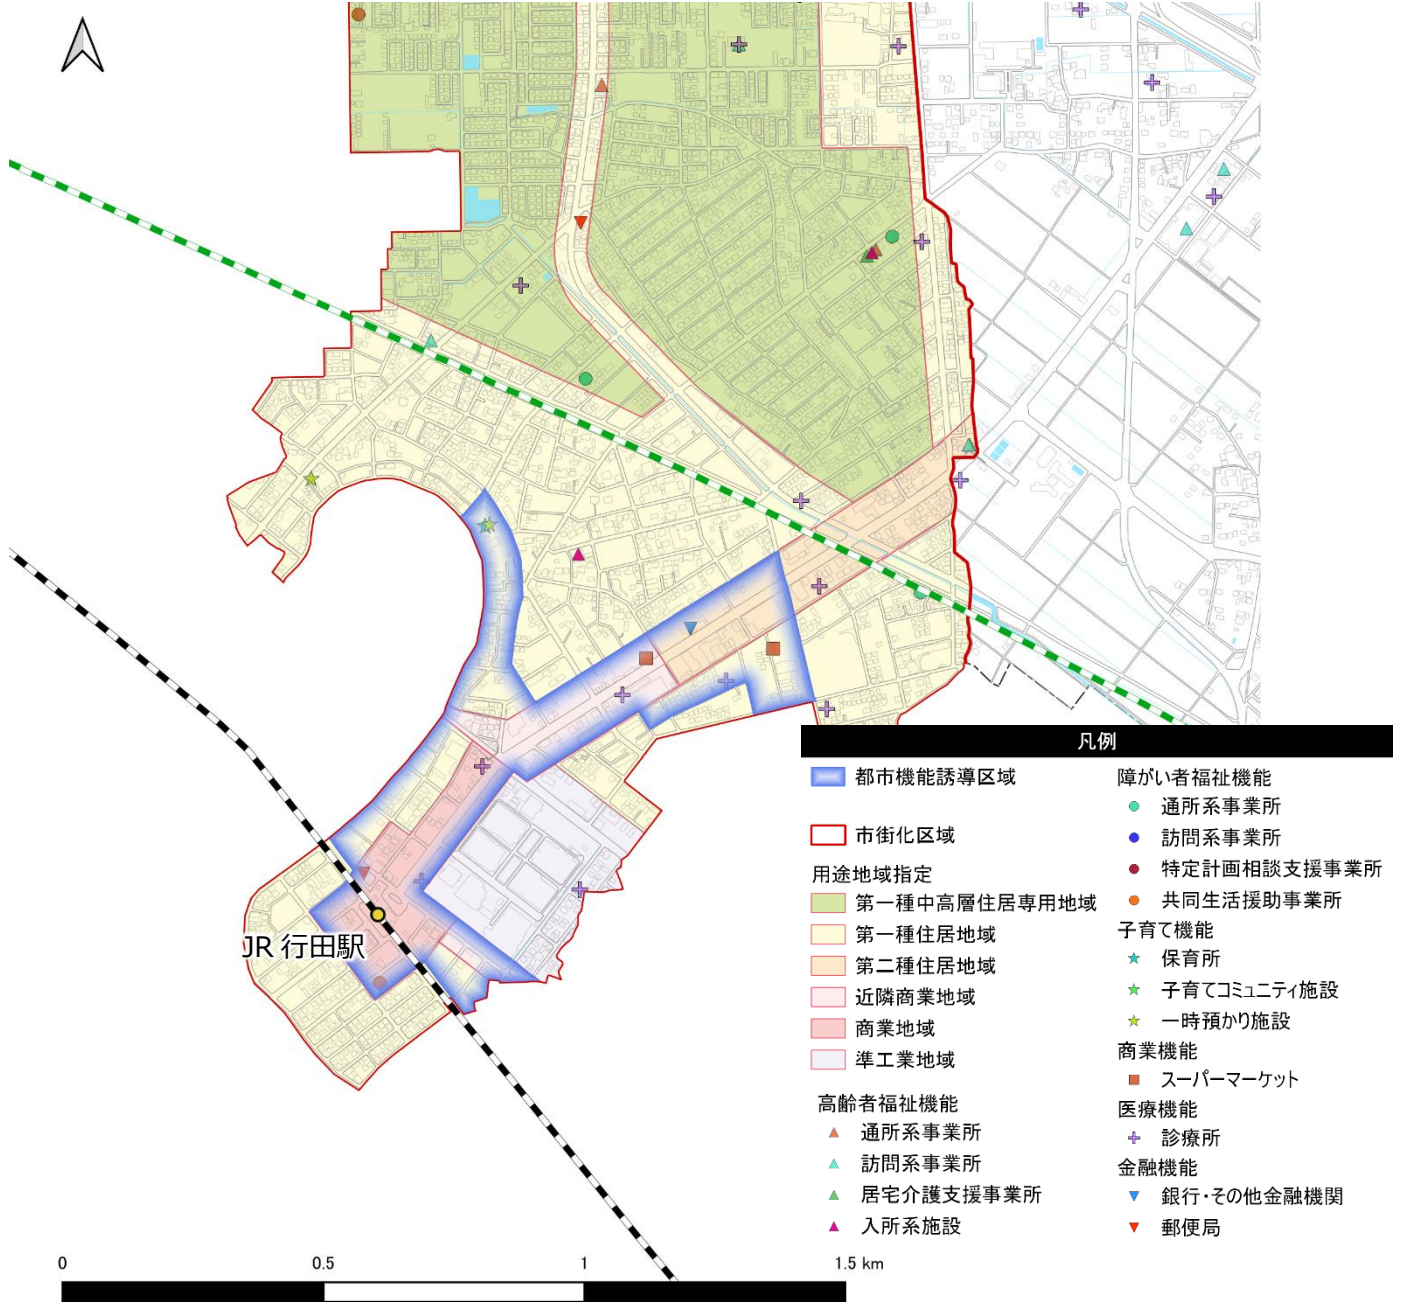 JR 行田駅
凡例
都市機能誘導区域
市街化区域
用途地域指定
第一種中高層住居専用地域
第一種住居地域
第二種住居地域
近隣商業地域
商業地域
準工業地域
高齢者福祉機能
通所系事業所
訪問系事業所
居宅介護支援事業所
入所系施設
障がい者福祉機能
通所系事業所
訪問系事業所
特定計画相談支援事業所
共同生活援助事業所
子育て機能
保育所
子育てコミュニティ施設
一時預かり施設
商業機能
スーパーマーケット
医療機能
診療所
金融機能
銀行・その他金融機関
郵便局
0 0.5 1 1.5 km